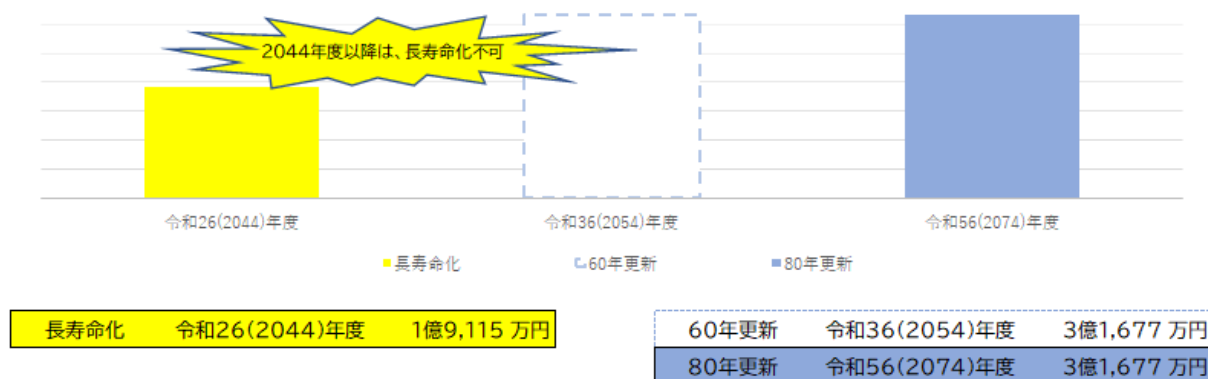 2044年度以降は、長寿命化不可
令和26(2044)年度 令和36(2054)年度 令和56(2074)年度
長寿命化 60年更新 80年更新
長寿命化 令和26(2044)年度 1億9,115 万円
60年更新 令和36(2054)年度 3億1,677 万円
80年更新 令和56(2074)年度 3億1,677 万円